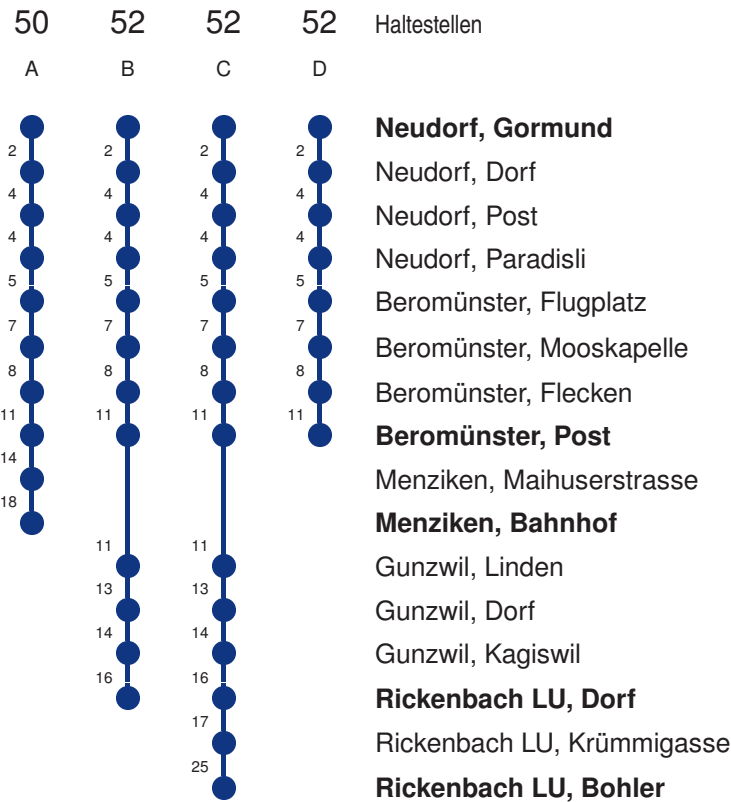 50 52 52 52 Haltestellen
A B C D
Neudorf, Gormund
2 2 2 2
Neudorf, Dorf
4 4 4 4
Neudorf, Post
4 4 4 4
Neudorf, Paradisli
5 5 5 5
Beromünster, Flugplatz
7 7 7 7
Beromünster, Mooskapelle
8 8 8 8
Beromünster, Flecken
11 11 11 11
Beromünster, Post
14
Menziken, Maihuserstrasse
18
Menziken, Bahnhof
11 11
Gunzwil, Linden
13 13
Gunzwil, Dorf
14 14
Gunzwil, Kagiswil
16 16
Rickenbach LU, Dorf
17
Rickenbach LU, Krümmigasse
25
Rickenbach LU, Bohler